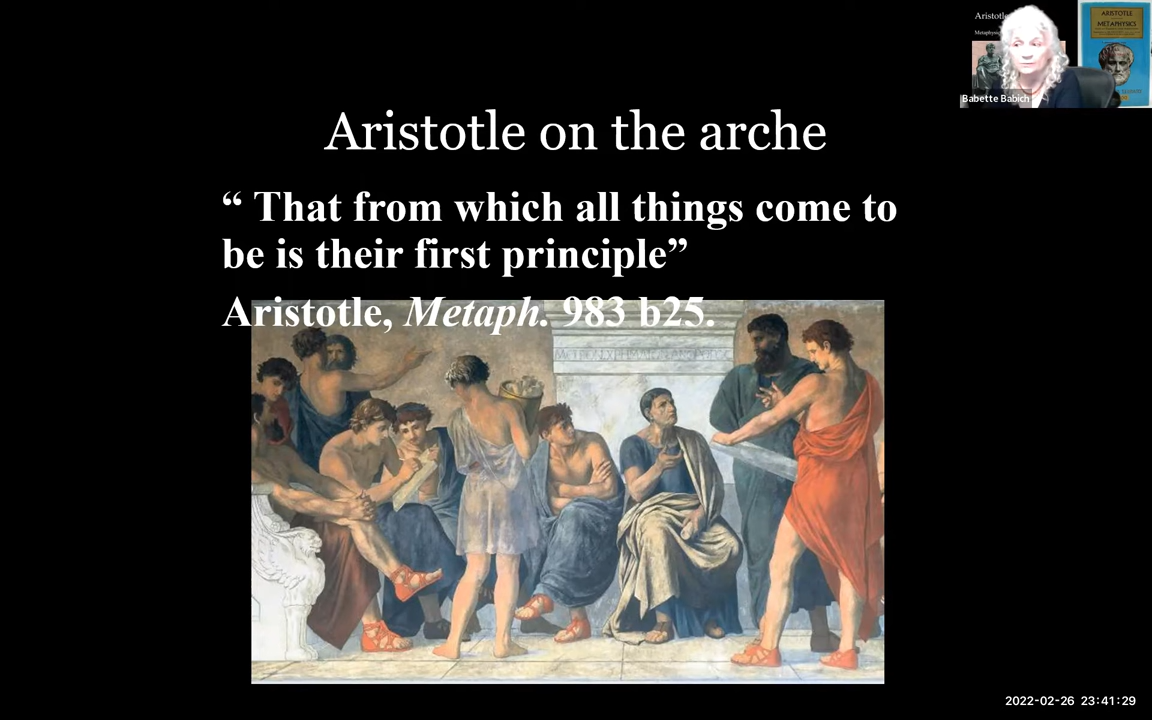 Aristotle
ARISTOTLE
METAPHYSICS
Babette Babich
Aristotle on the arche
“ That from which all things come to
be is their first principle”
Aristotle, Metaph. 983 b25.
2022-02-26 23:41:29